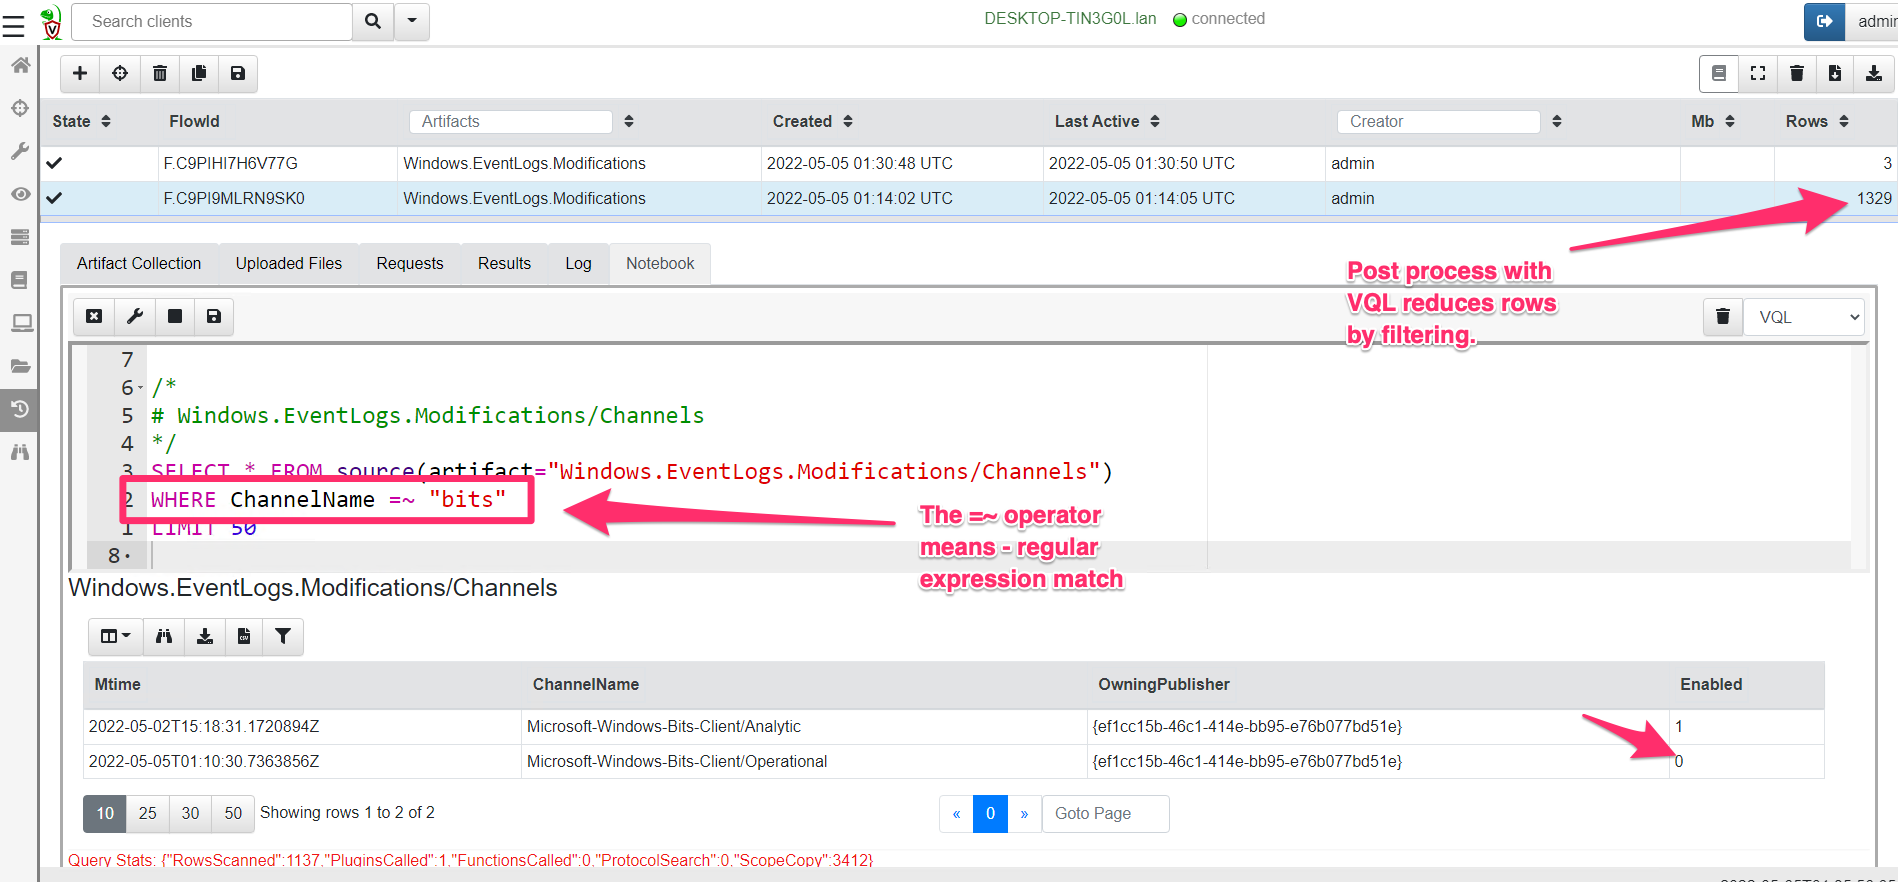 Search clients
DESKTOP-TIN3G0L.lan connected
admin
State FlowId Artifacts Created Last Active Creator Mb Rows
F.C9PIHI7H6V77G Windows.EventLogs.Modifications 2022-05-05 01:30:48 UTC 2022-05-05 01:30:50 UTC admin 3
F.C9PI9MLRN9SK0 Windows.EventLogs.Modifications 2022-05-05 01:14:02 UTC 2022-05-05 01:14:05 UTC admin 1329
Artifact Collection Uploaded Files Requests Results Log Notebook
Post process with
VQL reduces rows
by filtering.
VQL
7
6 /*
5 # Windows.EventLogs.Modifications/Channels
4 */
3 SELECT * FROM source(artifact="Windows.EventLogs.Modifications/Channels")
2 WHERE ChannelName =~ "bits"
1 LIMIT 50
8
The =~ operator
means - regular
expression match
Windows.EventLogs.Modifications/Channels
CSV
Mtime ChannelName OwningPublisher Enabled
2022-05-02T15:18:31.1720894Z Microsoft-Windows-Bits-Client/Analytic {ef1cc15b-46c1-414e-bb95-e76b077bd51e} 1
2022-05-05T01:10:30.7363856Z Microsoft-Windows-Bits-Client/Operational {ef1cc15b-46c1-414e-bb95-e76b077bd51e} 0
10 25 30 50 Showing rows 1 to 2 of 2 « 0 » Goto Page
Query Stats: {"RowsScanned":1137,"PluginsCalled":1,"FunctionsCalled":0,"ProtocolSearch":0,"ScopeCopy":3412}